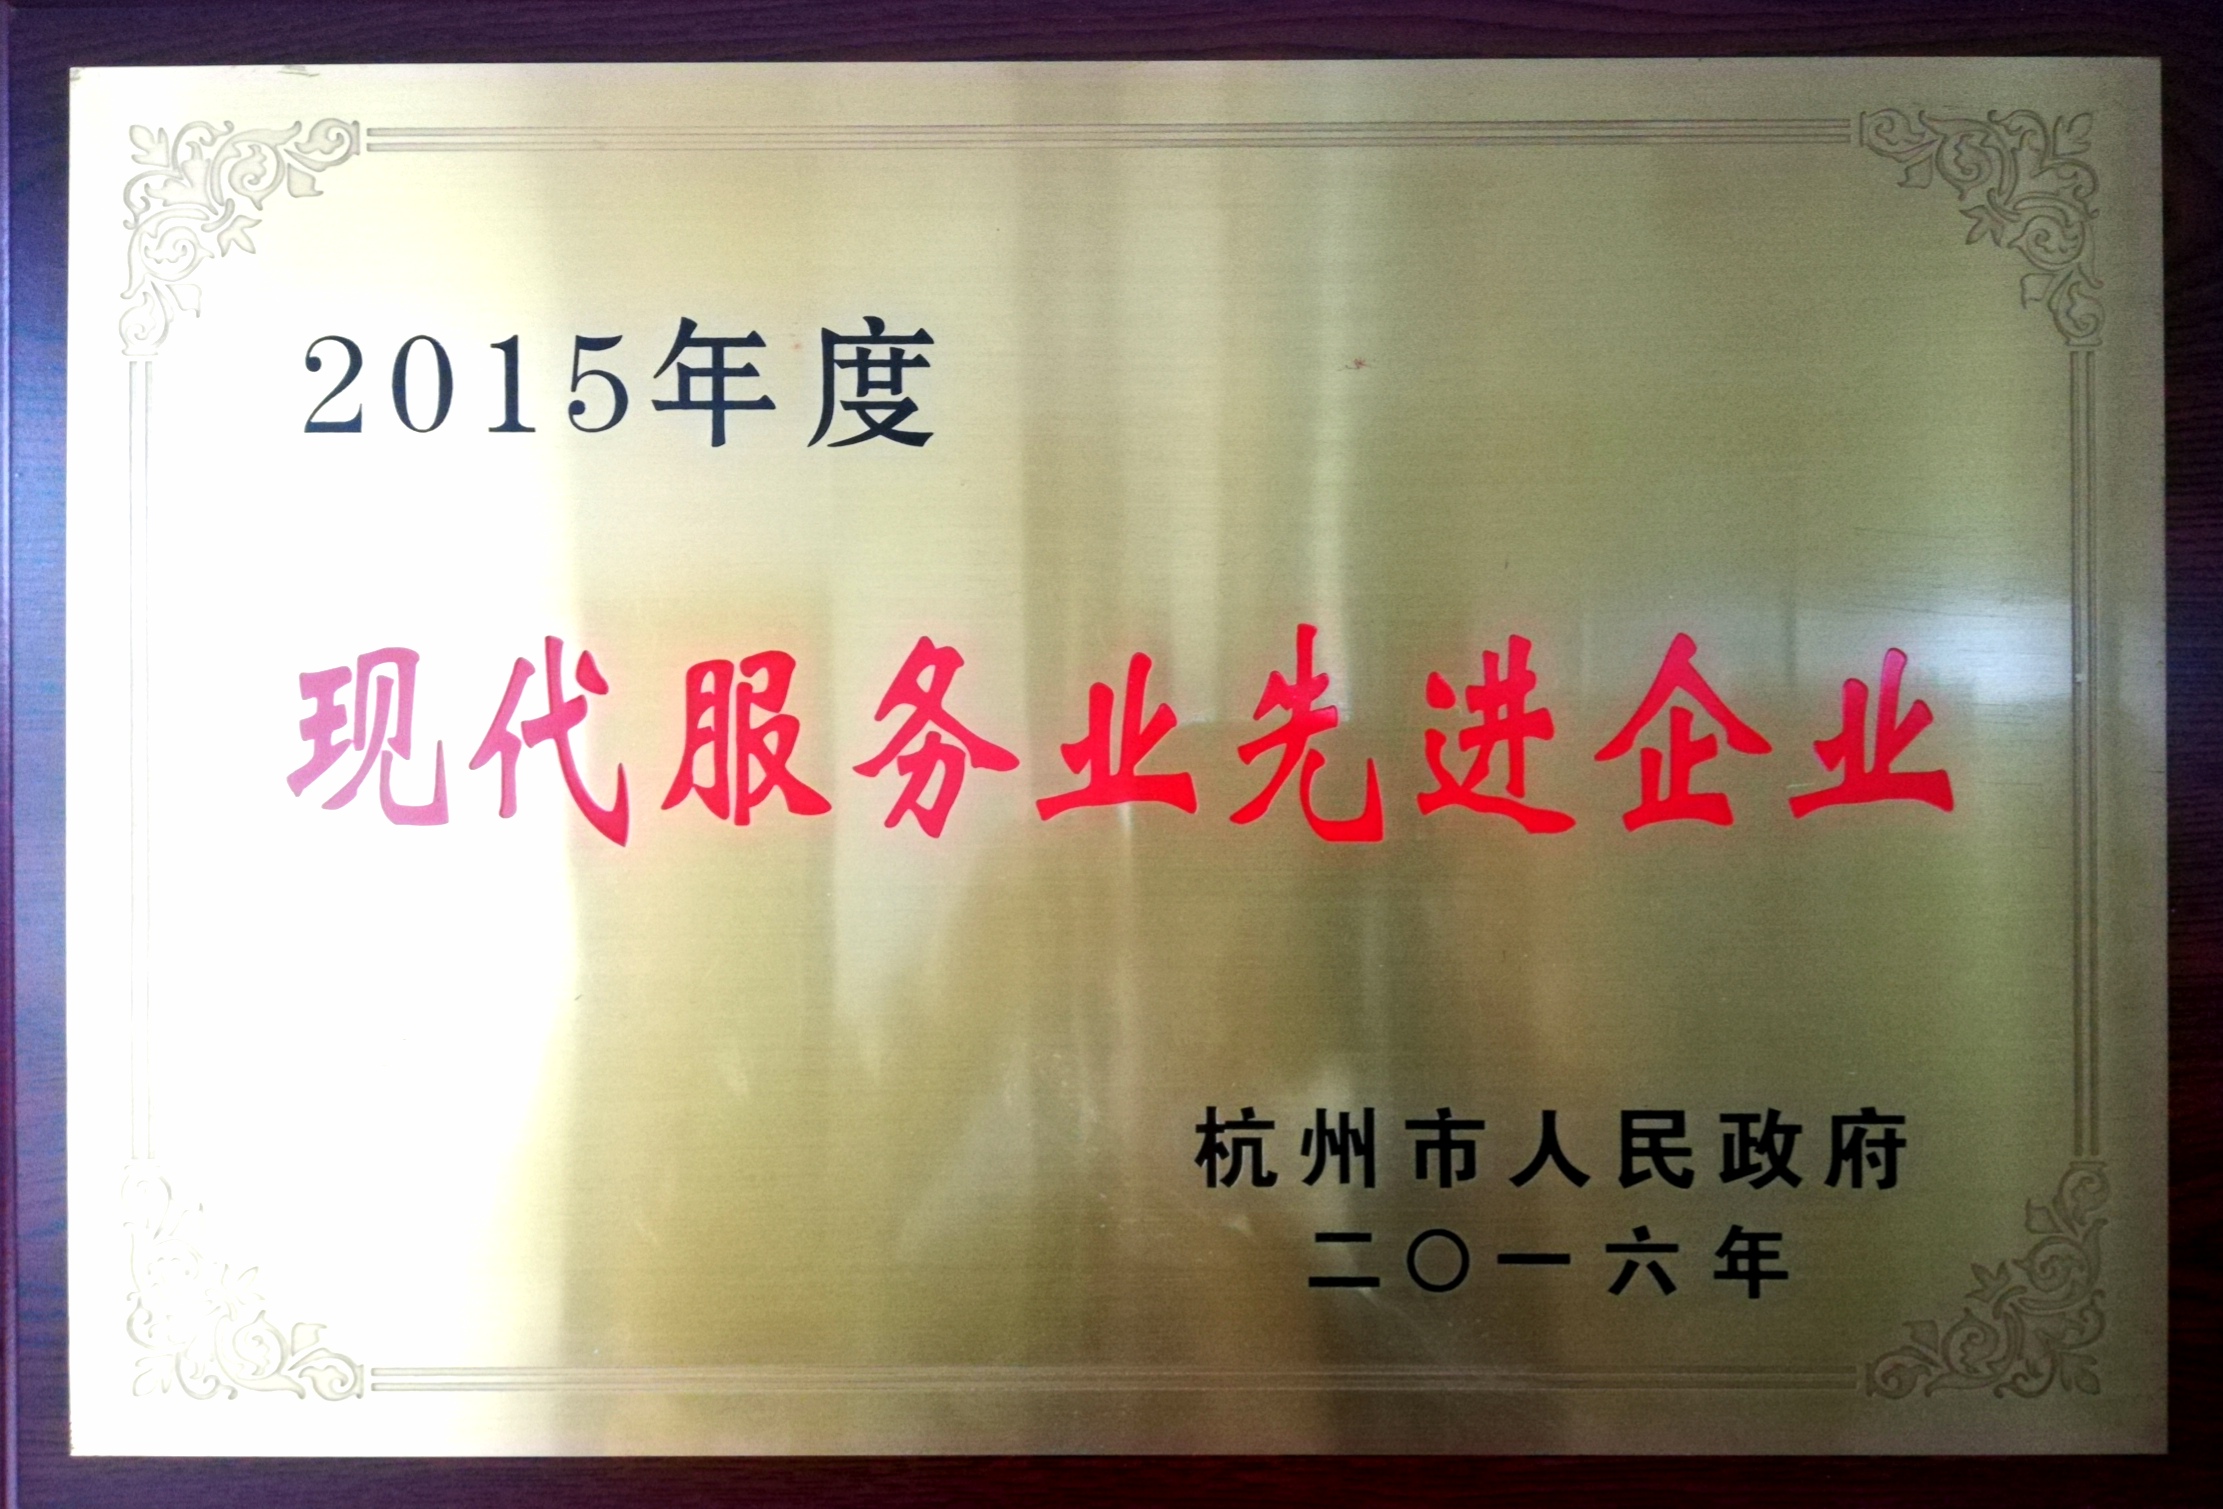 2015年度
现代服务业先进企业
杭州市人民政府
二〇一六年